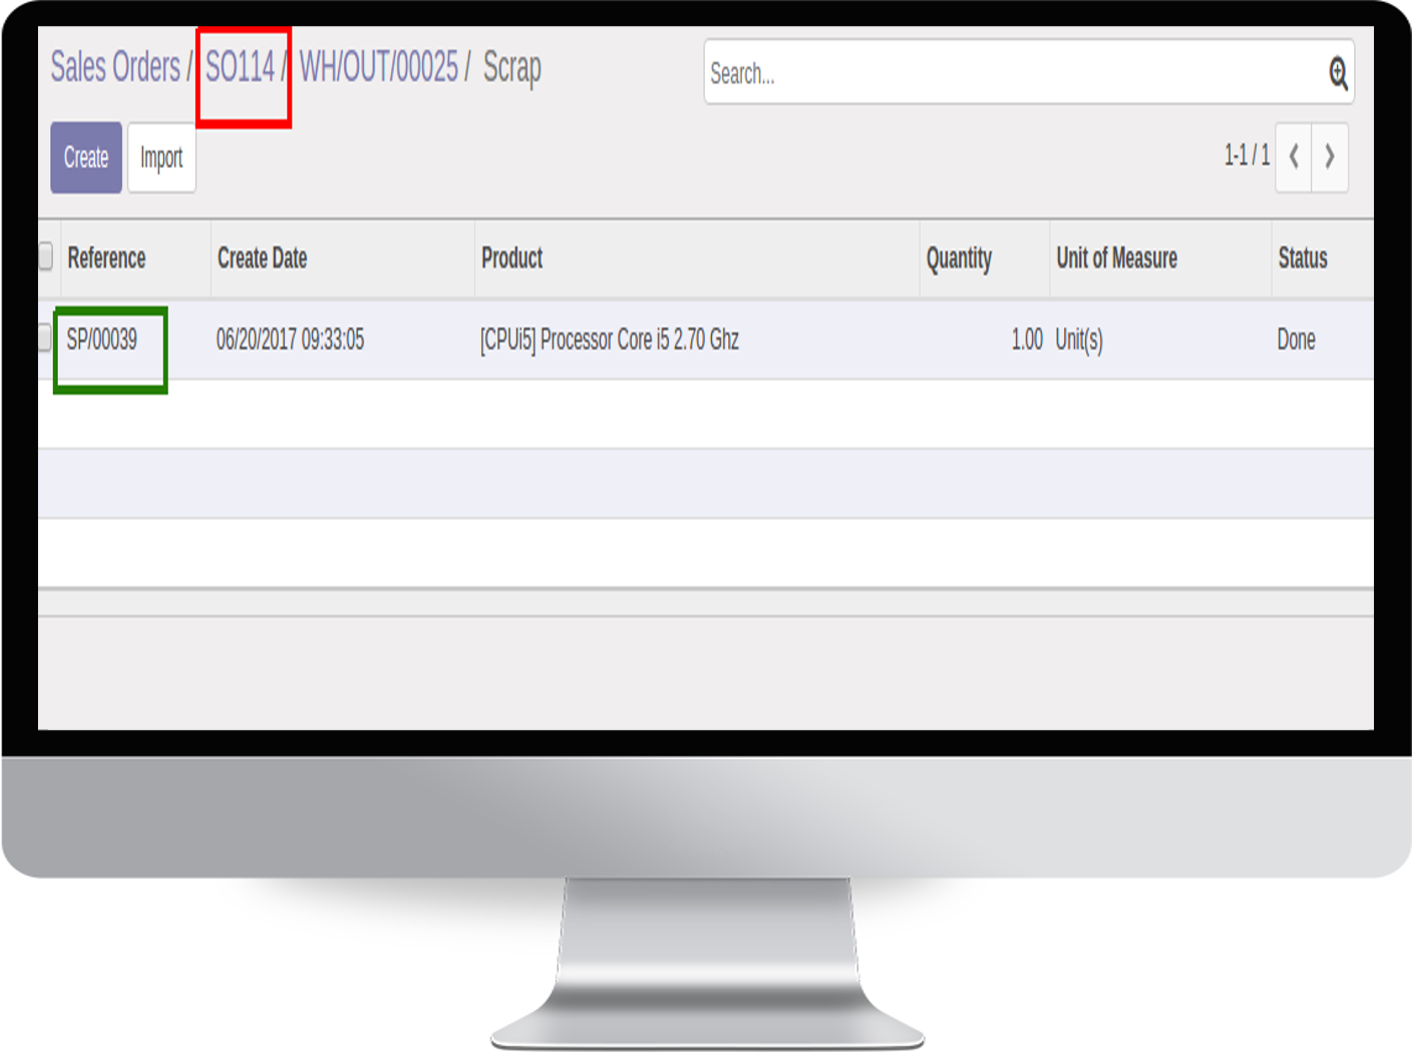 Sales Orders / SO114 / WH/OUT/00025 / Scrap
Search...
Create Import
1-1 / 1
Reference Create Date Product Quantity Unit of Measure Status
SP/00039 06/20/2017 09:33:05 [CPUi5] Processor Core i5 2.70 Ghz 1.00 Unit(s) Done